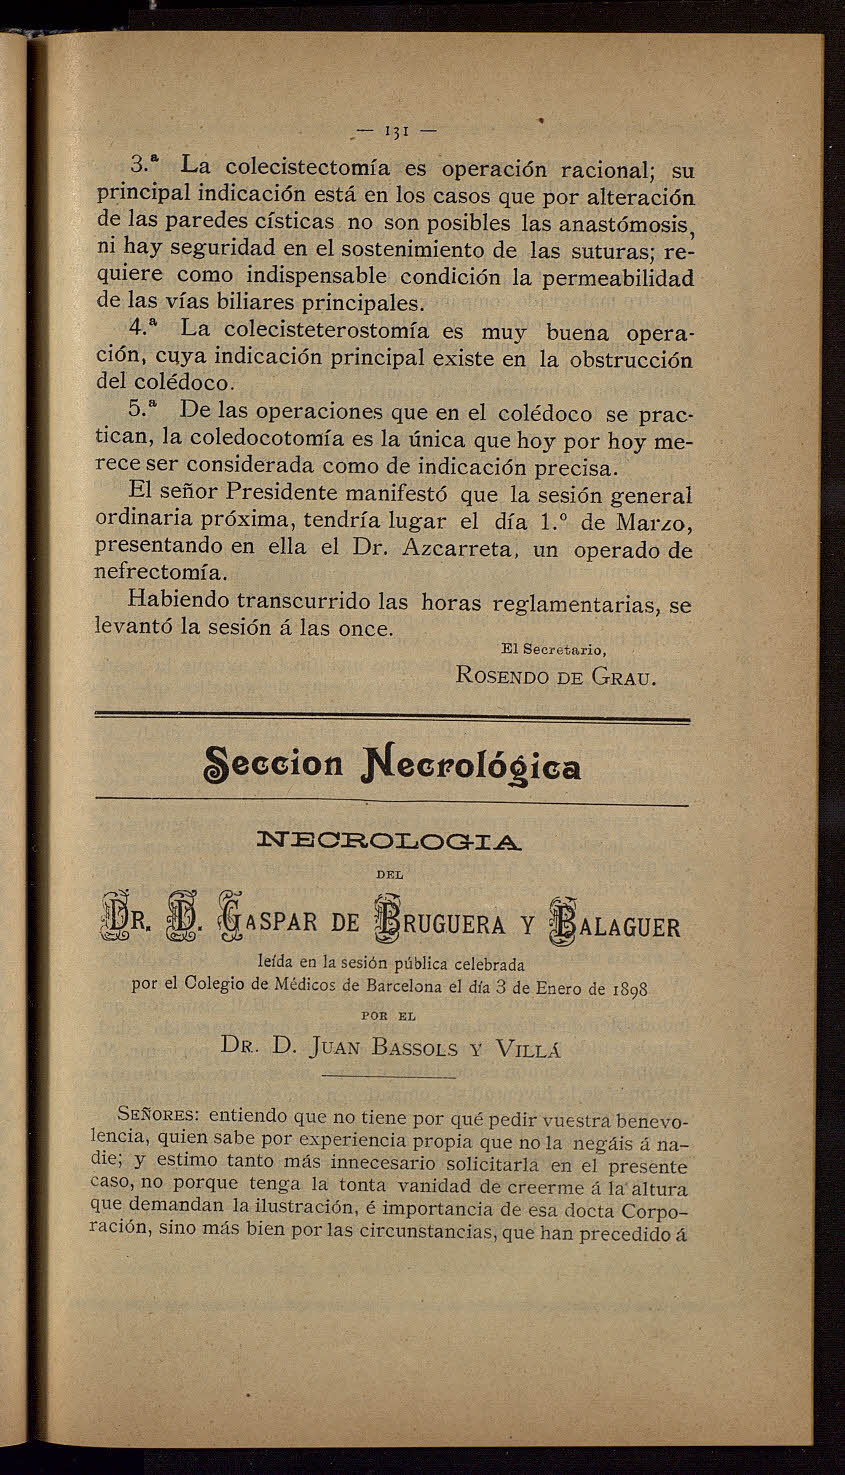 — 131 —
3.ª La colecistectomía es operación racional; su
principal indicación está en los casos que por alteración
de las paredes císticas no son posibles las anastómosis,
ni hay seguridad en el sostenimiento de las suturas; re-
quiere como indispensable condición la permeabilidad
de las vías biliares principales.
4.ª La colecisteterostomía es muy buena opera-
ción, cuya indicación principal existe en la obstrucción
del colédoco.
5.ª De las operaciones que en el colédoco se prac-
tican, la coledocotomía es la única que hoy por hoy me-
rece ser considerada como de indicación precisa.
El señor Presidente manifestó que la sesión general
ordinaria próxima, tendría lugar el día 1.º de Marzo,
presentando en ella el Dr. Azcarreta, un operado de
nefrectomía.
Habiendo transcurrido las horas reglamentarias, se
levantó la sesión á las once.
El Secretario,
ROSENDO DE GRAU.
Seccion Necrológica
NECROLOGIA
DEL
DR. D. GASPAR DE BRUGUERA Y BALAGUER
leída en la sesión pública celebrada
por el Colegio de Médicos de Barcelona el día 3 de Enero de 1898
POR EL
DR. D. JUAN BASSOLS Y VILLÁ
SEÑORES: entiendo que no tiene por qué pedir vuestra benevo-
lencia, quien sabe por experiencia propia que no la negáis á na-
die; y estimo tanto más innecesario solicitarla en el presente
caso, no porque tenga la tonta vanidad de creerme á la altura
que demandan la ilustración, é importancia de esa docta Corpo-
ración, sino más bien por las circunstancias, que han precedido á